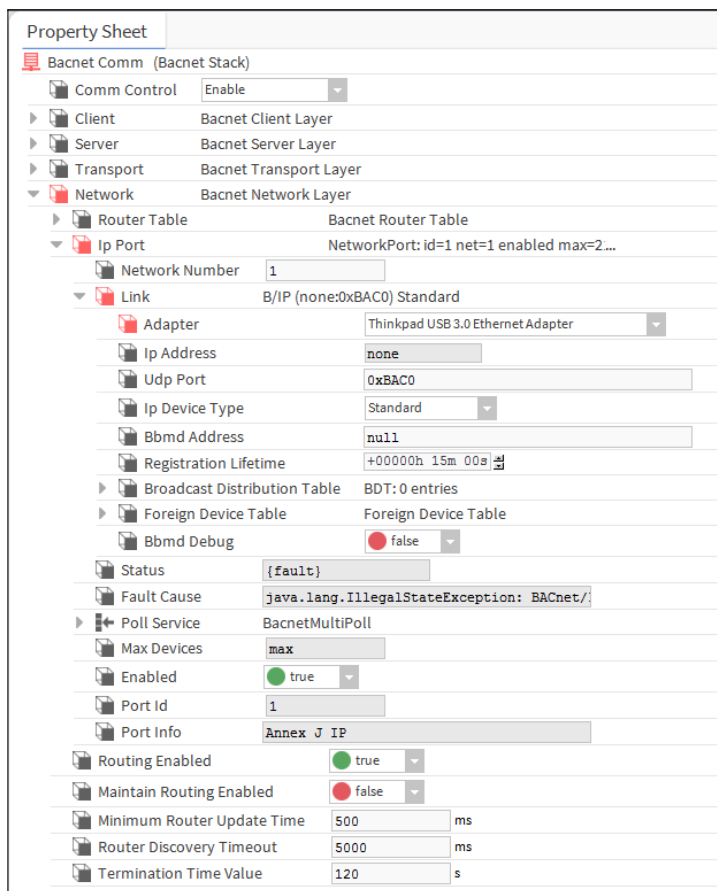 Property Sheet
Bacnet Comm (Bacnet Stack)
Comm Control Enable
Client Bacnet Client Layer
Server Bacnet Server Layer
Transport Bacnet Transport Layer
Network Bacnet Network Layer
Router Table Bacnet Router Table
Ip Port NetworkPort: id=1 net=1 enabled max=2:...
Network Number 1
Link B/IP (none:0xBAC0) Standard
Adapter Thinkpad USB 3.0 Ethernet Adapter
Ip Address none
Udp Port 0xBAC0
Ip Device Type Standard
Bbmd Address null
Registration Lifetime +00000h 15m 00s
Broadcast Distribution Table BDT: 0 entries
Foreign Device Table Foreign Device Table
Bbmd Debug false
Status {fault}
Fault Cause java.lang.IllegalStateException: BACnet/
Poll Service BacnetMultiPoll
Max Devices max
Enabled true
Port Id 1
Port Info Annex J IP
Routing Enabled true
Maintain Routing Enabled false
Minimum Router Update Time 500 ms
Router Discovery Timeout 5000 ms
Termination Time Value 120 s